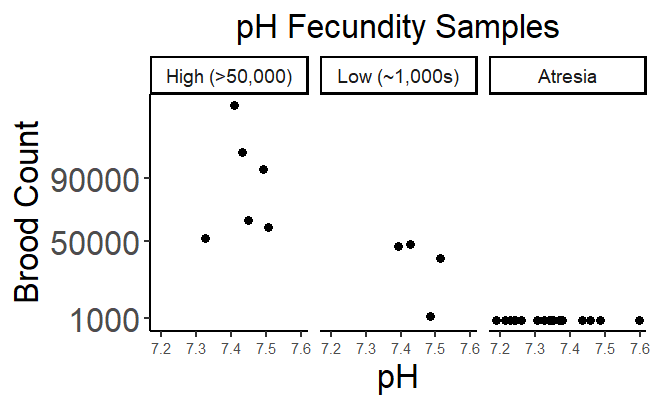 pH Fecundity Samples
High (>50,000) Low (~1,000s) Atresia
Brood Count
90000
50000
1000
7.2 7.3 7.4 7.5 7.6 7.2 7.3 7.4 7.5 7.6 7.2 7.3 7.4 7.5 7.6
pH